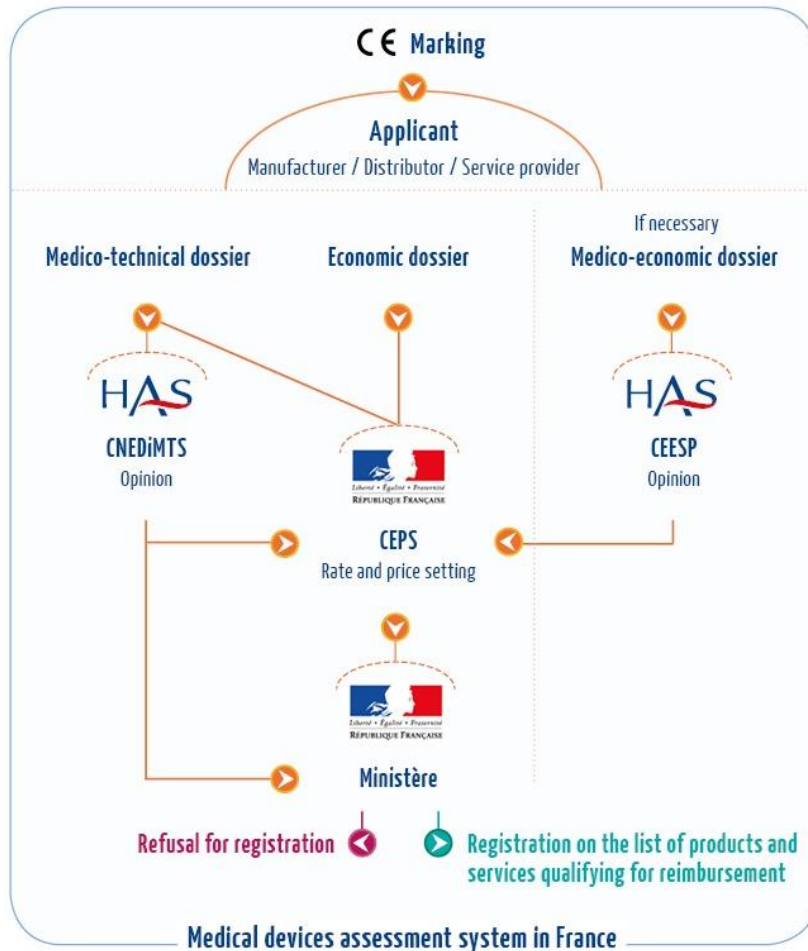 CE Marking
Applicant
Manufacturer / Distributor / Service provider
Medico-technical dossier
Economic dossier
If necessary
Medico-economic dossier
HAS
CNEDiMTS
Opinion
HAS
CEESP
Opinion
Liberté • Égalité • Fraternité
RÉPUBLIQUE FRANÇAISE
CEPS
Rate and price setting
Liberté • Égalité • Fraternité
RÉPUBLIQUE FRANÇAISE
Ministère
Refusal for registration
Registration on the list of products and
services qualifying for reimbursement
Medical devices assessment system in France